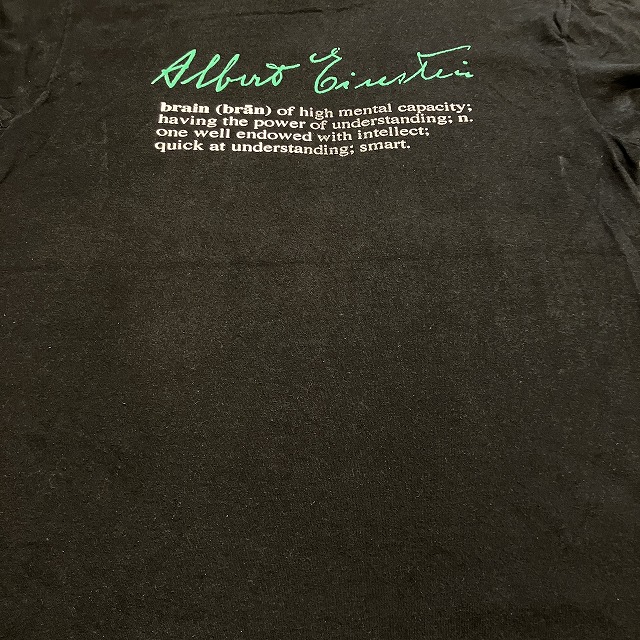 Albert Einstein
brain (brān) of high mental capacity;
having the power of understanding; n.
one well endowed with intellect;
quick at understanding; smart.